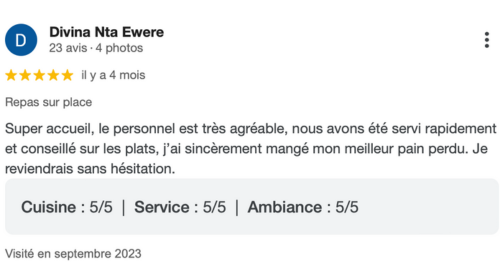 D
Divina Nta Ewere
23 avis · 4 photos
il y a 4 mois
Repas sur place
Super accueil, le personnel est très agréable, nous avons été servi rapidement
et conseillé sur les plats, j'ai sincèrement mangé mon meilleur pain perdu. Je
reviendrais sans hésitation.
Cuisine : 5/5 | Service : 5/5 | Ambiance : 5/5
Visité en septembre 2023